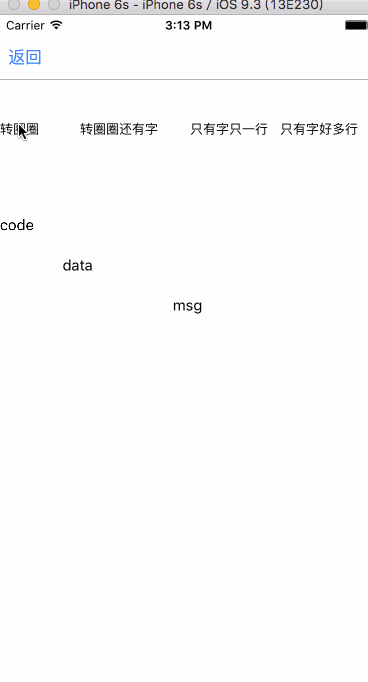 iPhone 6s - iPhone 6s / iOS 9.3 (13E230)
Carrier 3:13 PM
返回
转圈圈 转圈圈还有字 只有字只一行 只有字好多行
code
data
msg